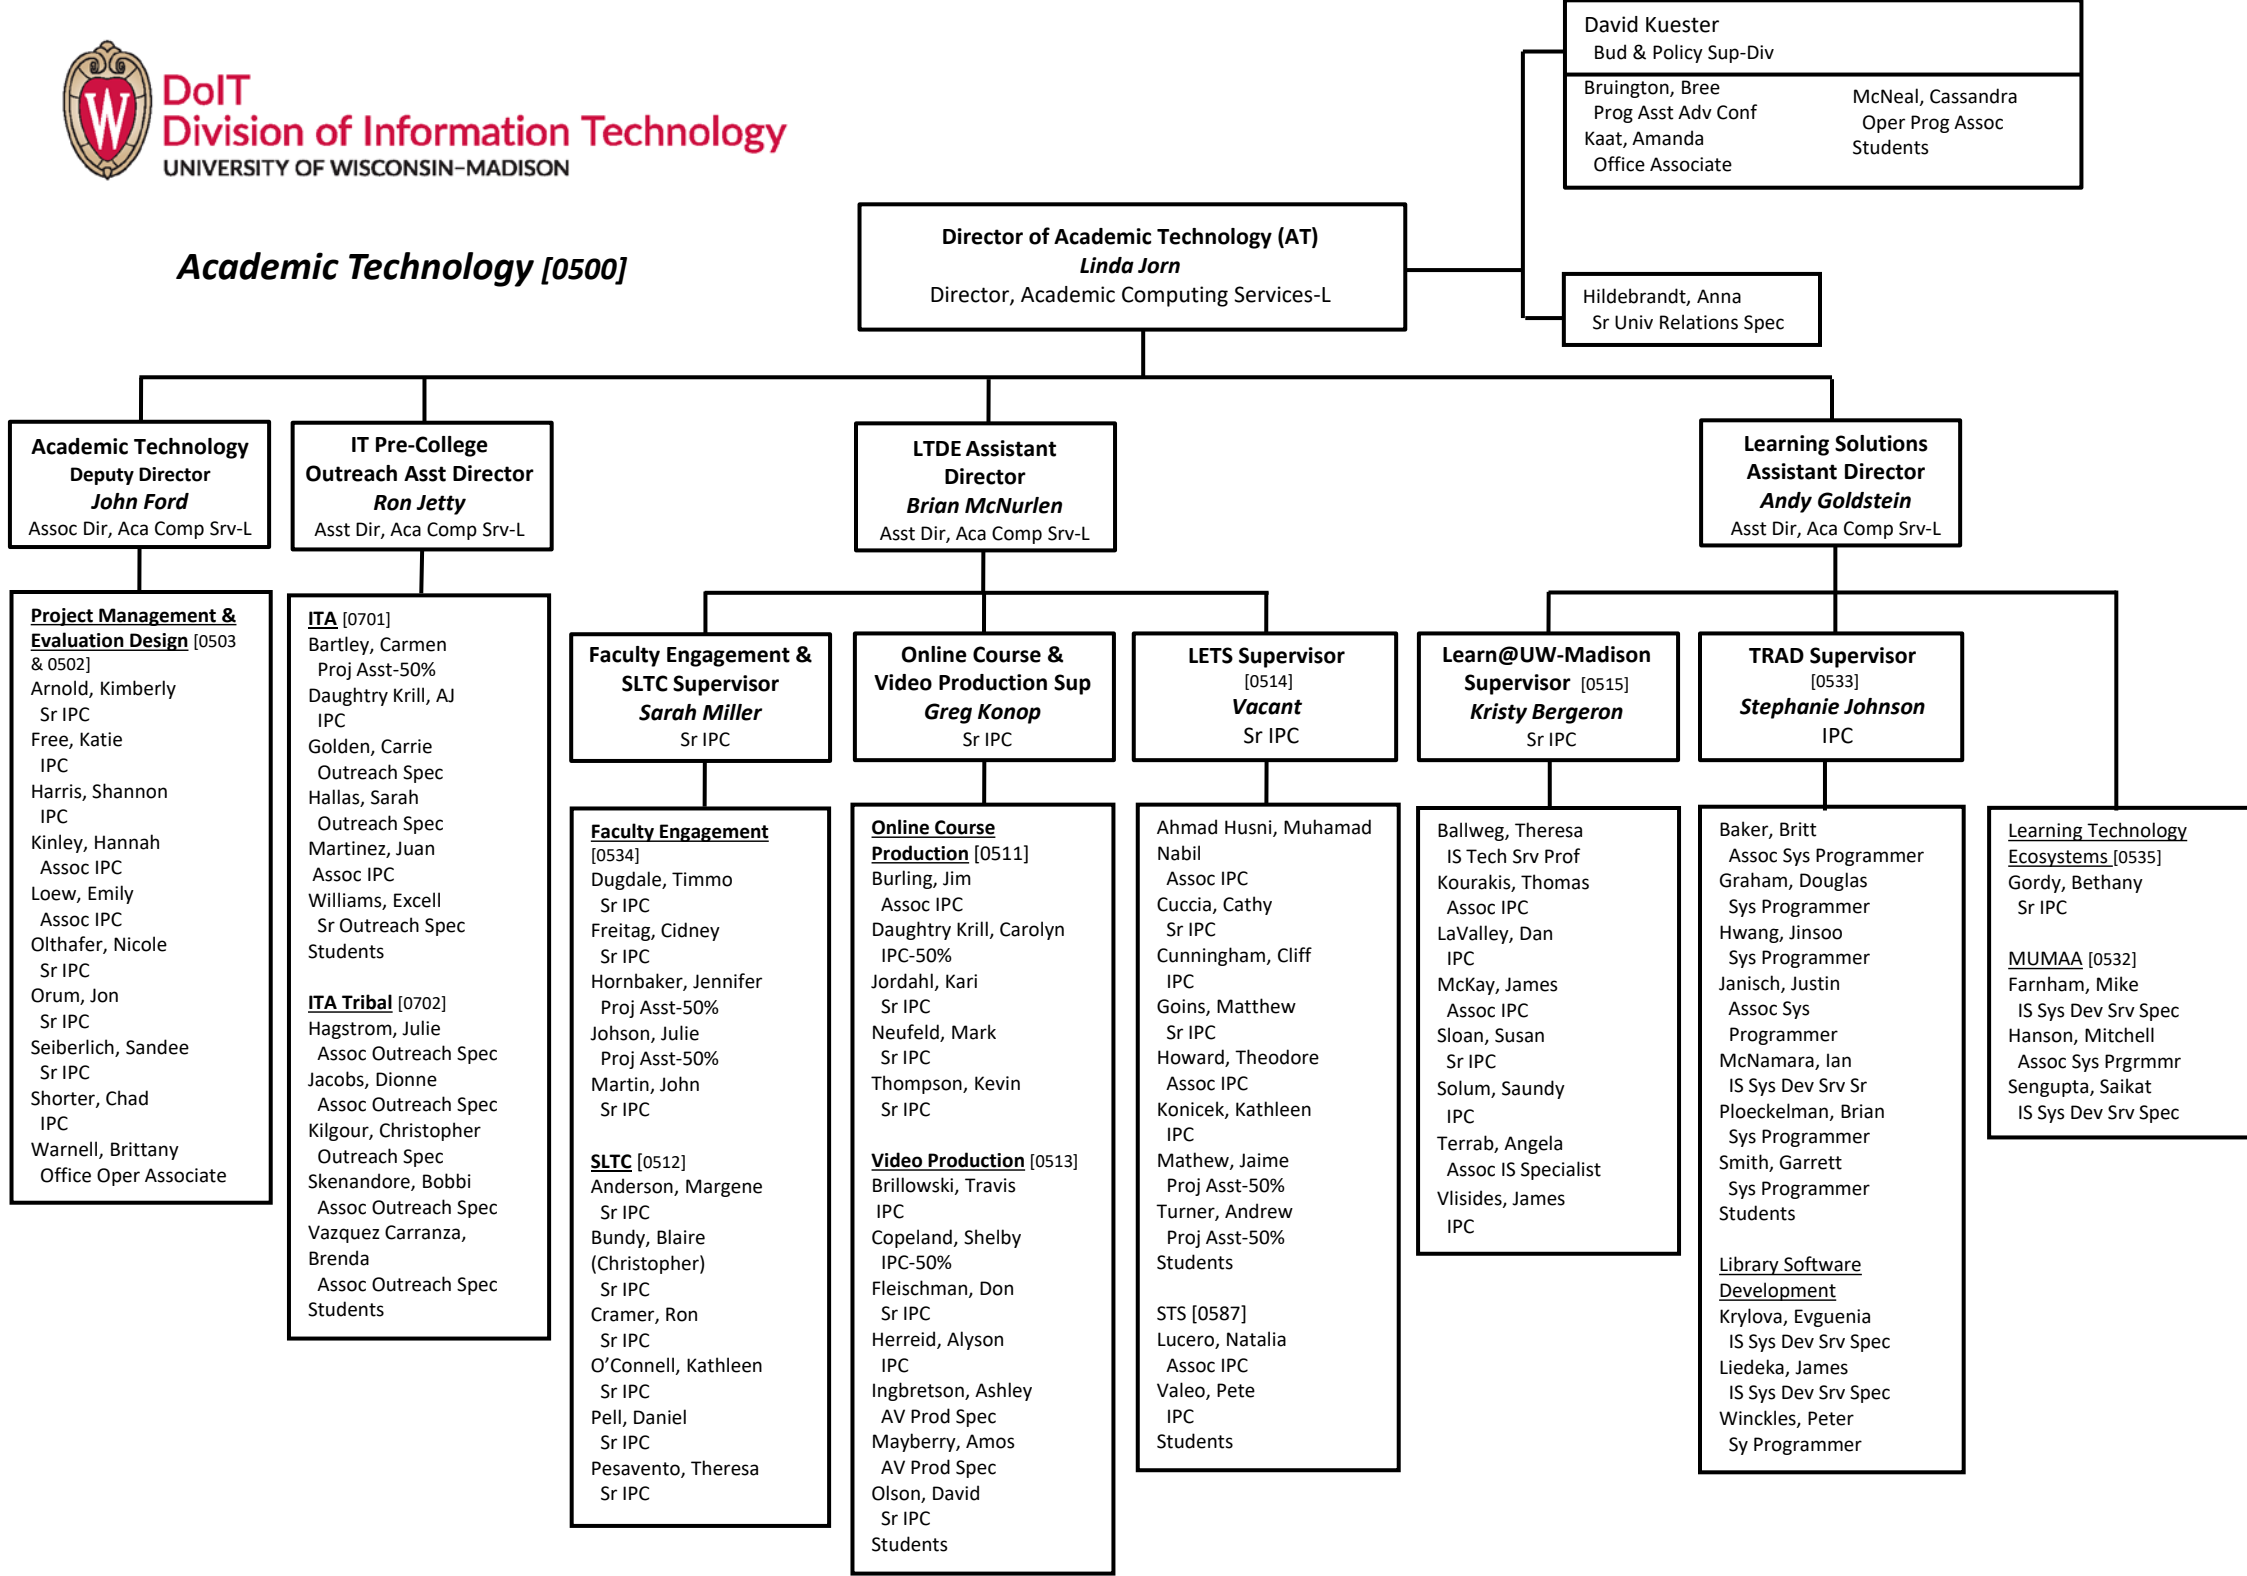 DoIT
Division of Information Technology
UNIVERSITY OF WISCONSIN–MADISON
Academic Technology [0500]
David Kuester
Bud & Policy Sup-Div
Bruington, Bree
Prog Asst Adv Conf
Kaat, Amanda
Office Associate
McNeal, Cassandra
Oper Prog Assoc
Students
Director of Academic Technology (AT)
Linda Jorn
Director, Academic Computing Services-L
Hildebrandt, Anna
Sr Univ Relations Spec
Academic Technology
Deputy Director
John Ford
Assoc Dir, Aca Comp Srv-L
IT Pre-College
Outreach Asst Director
Ron Jetty
Asst Dir, Aca Comp Srv-L
LTDE Assistant
Director
Brian McNurlen
Asst Dir, Aca Comp Srv-L
Learning Solutions
Assistant Director
Andy Goldstein
Asst Dir, Aca Comp Srv-L
Project Management &
Evaluation Design [0503
& 0502]
Arnold, Kimberly
Sr IPC
Free, Katie
IPC
Harris, Shannon
IPC
Kinley, Hannah
Assoc IPC
Loew, Emily
Assoc IPC
Olthafer, Nicole
Sr IPC
Orum, Jon
Sr IPC
Seiberlich, Sandee
Sr IPC
Shorter, Chad
IPC
Warnell, Brittany
Office Oper Associate
ITA [0701]
Bartley, Carmen
Proj Asst-50%
Daughtry Krill, AJ
IPC
Golden, Carrie
Outreach Spec
Hallas, Sarah
Outreach Spec
Martinez, Juan
Assoc IPC
Williams, Excell
Sr Outreach Spec
Students
ITA Tribal [0702]
Hagstrom, Julie
Assoc Outreach Spec
Jacobs, Dionne
Assoc Outreach Spec
Kilgour, Christopher
Outreach Spec
Skenandore, Bobbi
Assoc Outreach Spec
Vazquez Carranza,
Brenda
Assoc Outreach Spec
Students
Faculty Engagement &
SLTC Supervisor
Sarah Miller
Sr IPC
Online Course &
Video Production Sup
Greg Konop
Sr IPC
LETS Supervisor
[0514]
Vacant
Sr IPC
Learn@UW-Madison
Supervisor [0515]
Kristy Bergeron
Sr IPC
TRAD Supervisor
[0533]
Stephanie Johnson
IPC
Faculty Engagement
[0534]
Dugdale, Timmo
Sr IPC
Freitag, Cidney
Sr IPC
Hornbaker, Jennifer
Proj Asst-50%
Johson, Julie
Proj Asst-50%
Martin, John
Sr IPC
SLTC [0512]
Anderson, Margene
Sr IPC
Bundy, Blaire
(Christopher)
Sr IPC
Cramer, Ron
Sr IPC
O’Connell, Kathleen
Sr IPC
Pell, Daniel
Sr IPC
Pesavento, Theresa
Sr IPC
Online Course
Production [0511]
Burling, Jim
Assoc IPC
Daughtry Krill, Carolyn
IPC-50%
Jordahl, Kari
Sr IPC
Neufeld, Mark
Sr IPC
Thompson, Kevin
Sr IPC
Video Production [0513]
Brillowski, Travis
IPC
Copeland, Shelby
IPC-50%
Fleischman, Don
Sr IPC
Herreid, Alyson
IPC
Ingbretson, Ashley
AV Prod Spec
Mayberry, Amos
AV Prod Spec
Olson, David
Sr IPC
Students
Ahmad Husni, Muhamad
Nabil
Assoc IPC
Cuccia, Cathy
Sr IPC
Cunningham, Cliff
IPC
Goins, Matthew
Sr IPC
Howard, Theodore
Assoc IPC
Konicek, Kathleen
IPC
Mathew, Jaime
Proj Asst-50%
Turner, Andrew
Proj Asst-50%
Students
STS [0587]
Lucero, Natalia
Assoc IPC
Valeo, Pete
IPC
Students
Ballweg, Theresa
IS Tech Srv Prof
Kourakis, Thomas
Assoc IPC
LaValley, Dan
IPC
McKay, James
Assoc IPC
Sloan, Susan
Sr IPC
Solum, Saundy
IPC
Terrab, Angela
Assoc IS Specialist
Vlisides, James
IPC
Baker, Britt
Assoc Sys Programmer
Graham, Douglas
Sys Programmer
Hwang, Jinsoo
Sys Programmer
Janisch, Justin
Assoc Sys
Programmer
McNamara, Ian
IS Sys Dev Srv Sr
Ploeckelman, Brian
Sys Programmer
Smith, Garrett
Sys Programmer
Students
Library Software
Development
Krylova, Evguenia
IS Sys Dev Srv Spec
Liedeka, James
IS Sys Dev Srv Spec
Winckles, Peter
Sy Programmer
Learning Technology
Ecosystems [0535]
Gordy, Bethany
Sr IPC
MUMAA [0532]
Farnham, Mike
IS Sys Dev Srv Spec
Hanson, Mitchell
Assoc Sys Prgrmmr
Sengupta, Saikat
IS Sys Dev Srv Spec